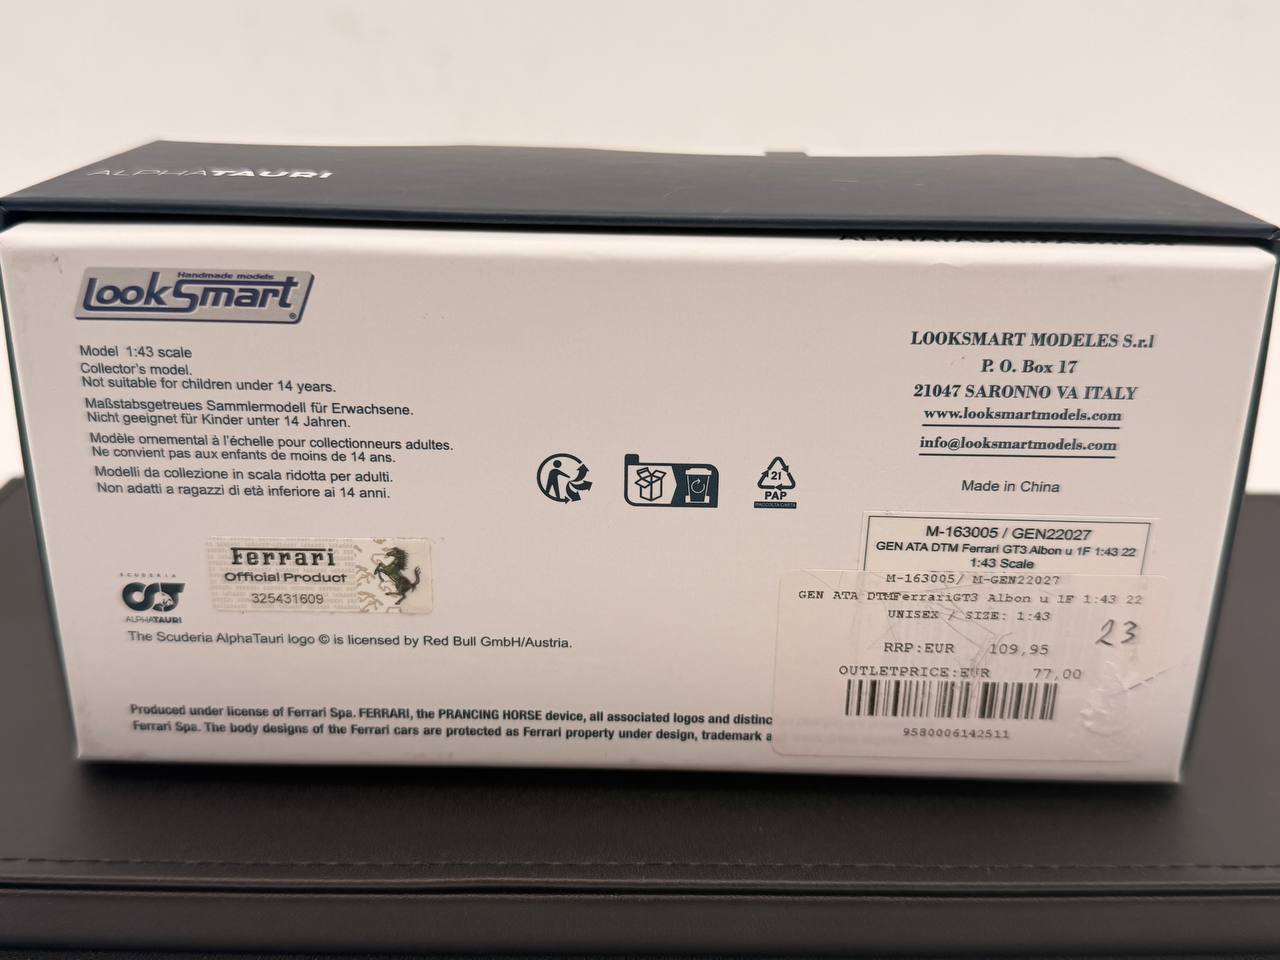 ALPHATAURI
Handmade models
LookSmart
®
Model 1:43 scale
Collector's model.
Not suitable for children under 14 years.
Maßstabsgetreues Sammlermodell für Erwachsene.
Nicht geeignet für Kinder unter 14 Jahren.
Modèle ornemental à l'échelle pour collectionneurs adultes.
Ne convient pas aux enfants de moins de 14 ans.
Modelli da collezione in scala ridotta per adulti.
Non adatti a ragazzi di età inferiore ai 14 anni.
Ferrari
Official Product
325431609
SCUDERIA
ALPHATAURI
The Scuderia AlphaTauri logo © is licensed by Red Bull GmbH/Austria.
Produced under license of Ferrari Spa. FERRARI, the PRANCING HORSE device, all associated logos and distinc
Ferrari Spa. The body designs of the Ferrari cars are protected as Ferrari property under design, trademark a
21
PAP
RACCOLTA CARTA
LOOKSMART MODELES S.r.l
P. O. Box 17
21047 SARONNO VA ITALY
www.looksmartmodels.com
info@looksmartmodels.com
Made in China
M-163005 / GEN22027
GEN ATA DTM Ferrari GT3 Albon u 1F 1:43 22
1:43 Scale
M-163005/ M-GEN22027
GEN ATA DTMFerrariGT3 Albon u 1F 1:43 22
UNISEX / SIZE: 1:43
23
RRP:EUR 109,95
OUTLETPRICE:EUR 77,00
9580006142511